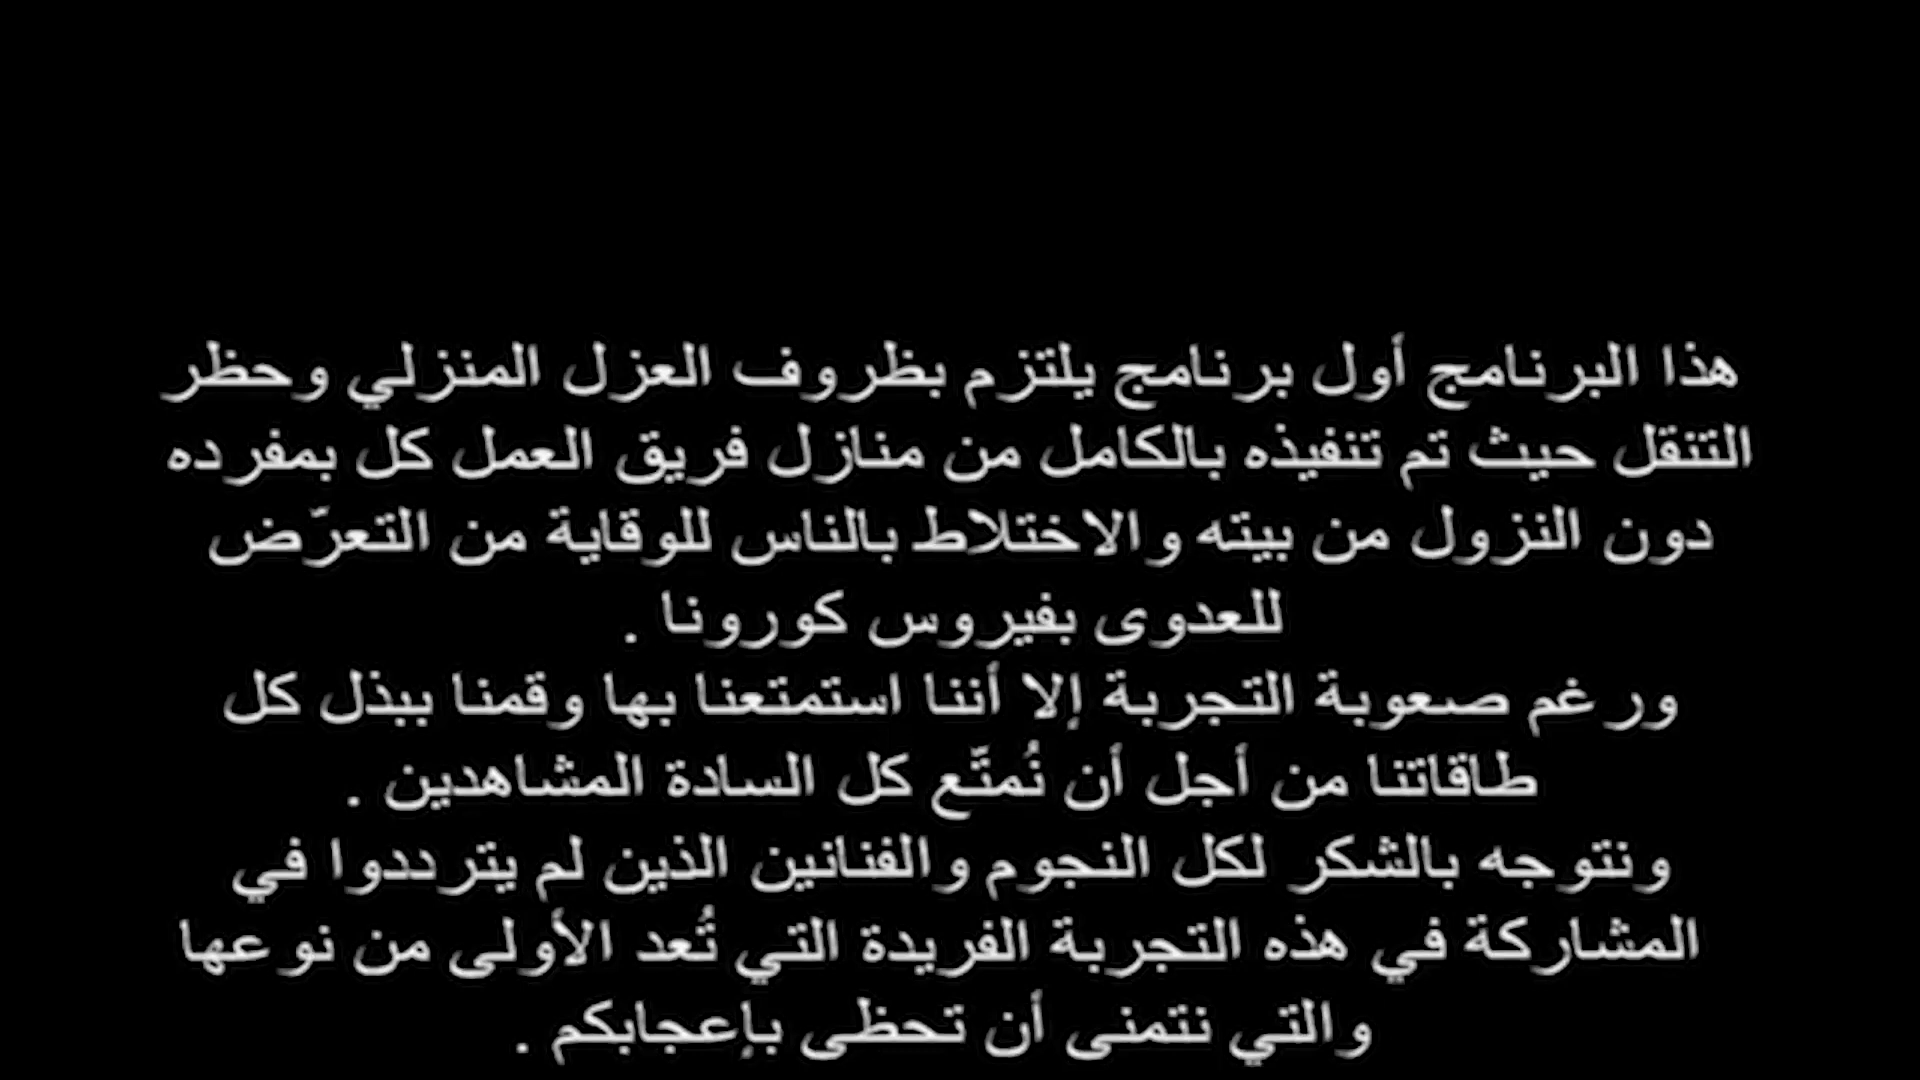 هذا البرنامج أول برنامج يلتزم بظروف العزل المنزلي وحظر
التنقل حيث تم تنفيذه بالكامل من منازل فريق العمل كل بمفرده
دون النزول من بيته والاختلاط بالناس للوقاية من التعرّض
للعدوى بفيروس كورونا .
ورغم صعوبة التجربة إلا أننا استمتعنا بها وقمنا ببذل كل
طاقاتنا من أجل أن نُمتّع كل السادة المشاهدين .
ونتوجه بالشكر لكل النجوم والفنانين الذين لم يترددوا في
المشاركة في هذه التجربة الفريدة التي تُعد الأولى من نوعها
والتي نتمنى أن تحظى بإعجابكم .